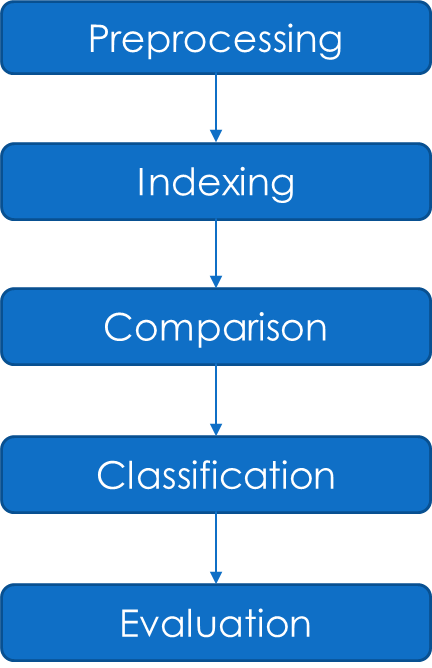 Preprocessing
Indexing
Comparison
Classification
Evaluation